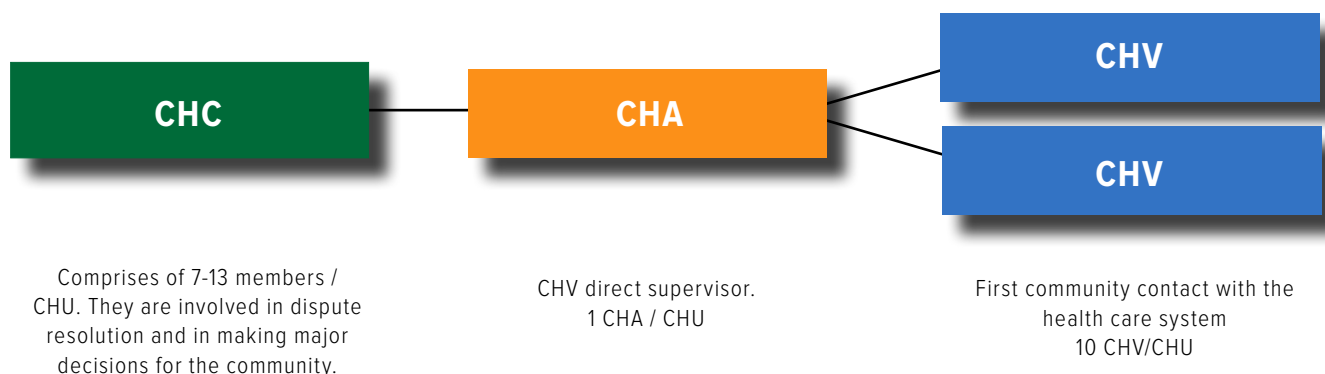 CHC
CHA
CHV
CHV
Comprises of 7-13 members /
CHU. They are involved in dispute
resolution and in making major
decisions for the community.
CHV direct supervisor.
1 CHA / CHU
First community contact with the
health care system
10 CHV/CHU